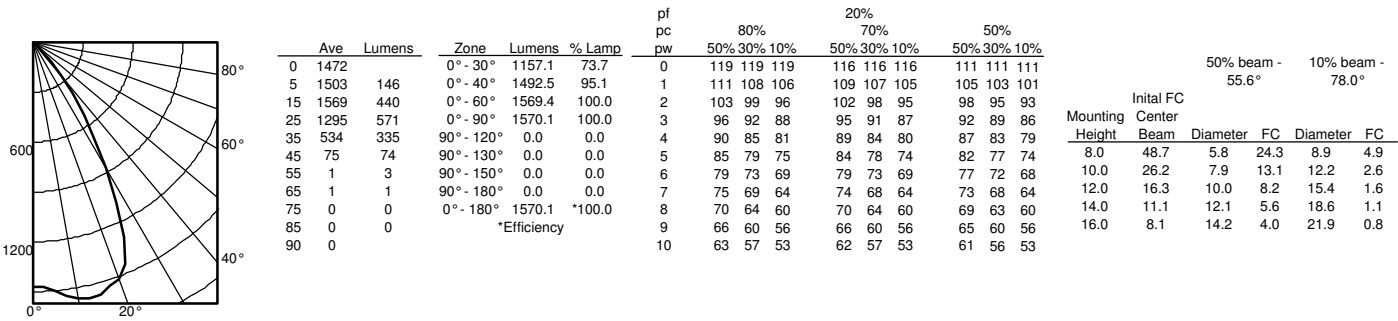 600
1200
0° 20°
40°
60°
80°
Ave Lumens
0 1472
5 1503 146
15 1569 440
25 1295 571
35 534 335
45 75 74
55 1 3
65 1 1
75 0 0
85 0 0
90 0
Zone Lumens % Lamp
0° - 30° 1157.1 73.7
0° - 40° 1492.5 95.1
0° - 60° 1569.4 100.0
0° - 90° 1570.1 100.0
90° - 120° 0.0 0.0
90° - 130° 0.0 0.0
90° - 150° 0.0 0.0
90° - 180° 0.0 0.0
0° - 180° 1570.1 *100.0
*Efficiency
pf 20%
pc 80% 70% 50%
pw 50% 30% 10% 50% 30% 10% 50% 30% 10%
0 119 119 119 116 116 116 111 111 111
1 111 108 106 109 107 105 105 103 101
2 103 99 96 102 98 95 98 95 93
3 96 92 88 95 91 87 92 89 86
4 90 85 81 89 84 80 87 83 79
5 85 79 75 84 78 74 82 77 74
6 79 73 69 79 73 69 77 72 68
7 75 69 64 74 68 64 73 68 64
8 70 64 60 70 64 60 69 63 60
9 66 60 56 66 60 56 65 60 56
10 63 57 53 62 57 53 61 56 53
50% beam - 10% beam -
55.6° 78.0°
Inital FC
Mounting Center
Height Beam Diameter FC Diameter FC
8.0 48.7 5.8 24.3 8.9 4.9
10.0 26.2 7.9 13.1 12.2 2.6
12.0 16.3 10.0 8.2 15.4 1.6
14.0 11.1 12.1 5.6 18.6 1.1
16.0 8.1 14.2 4.0 21.9 0.8